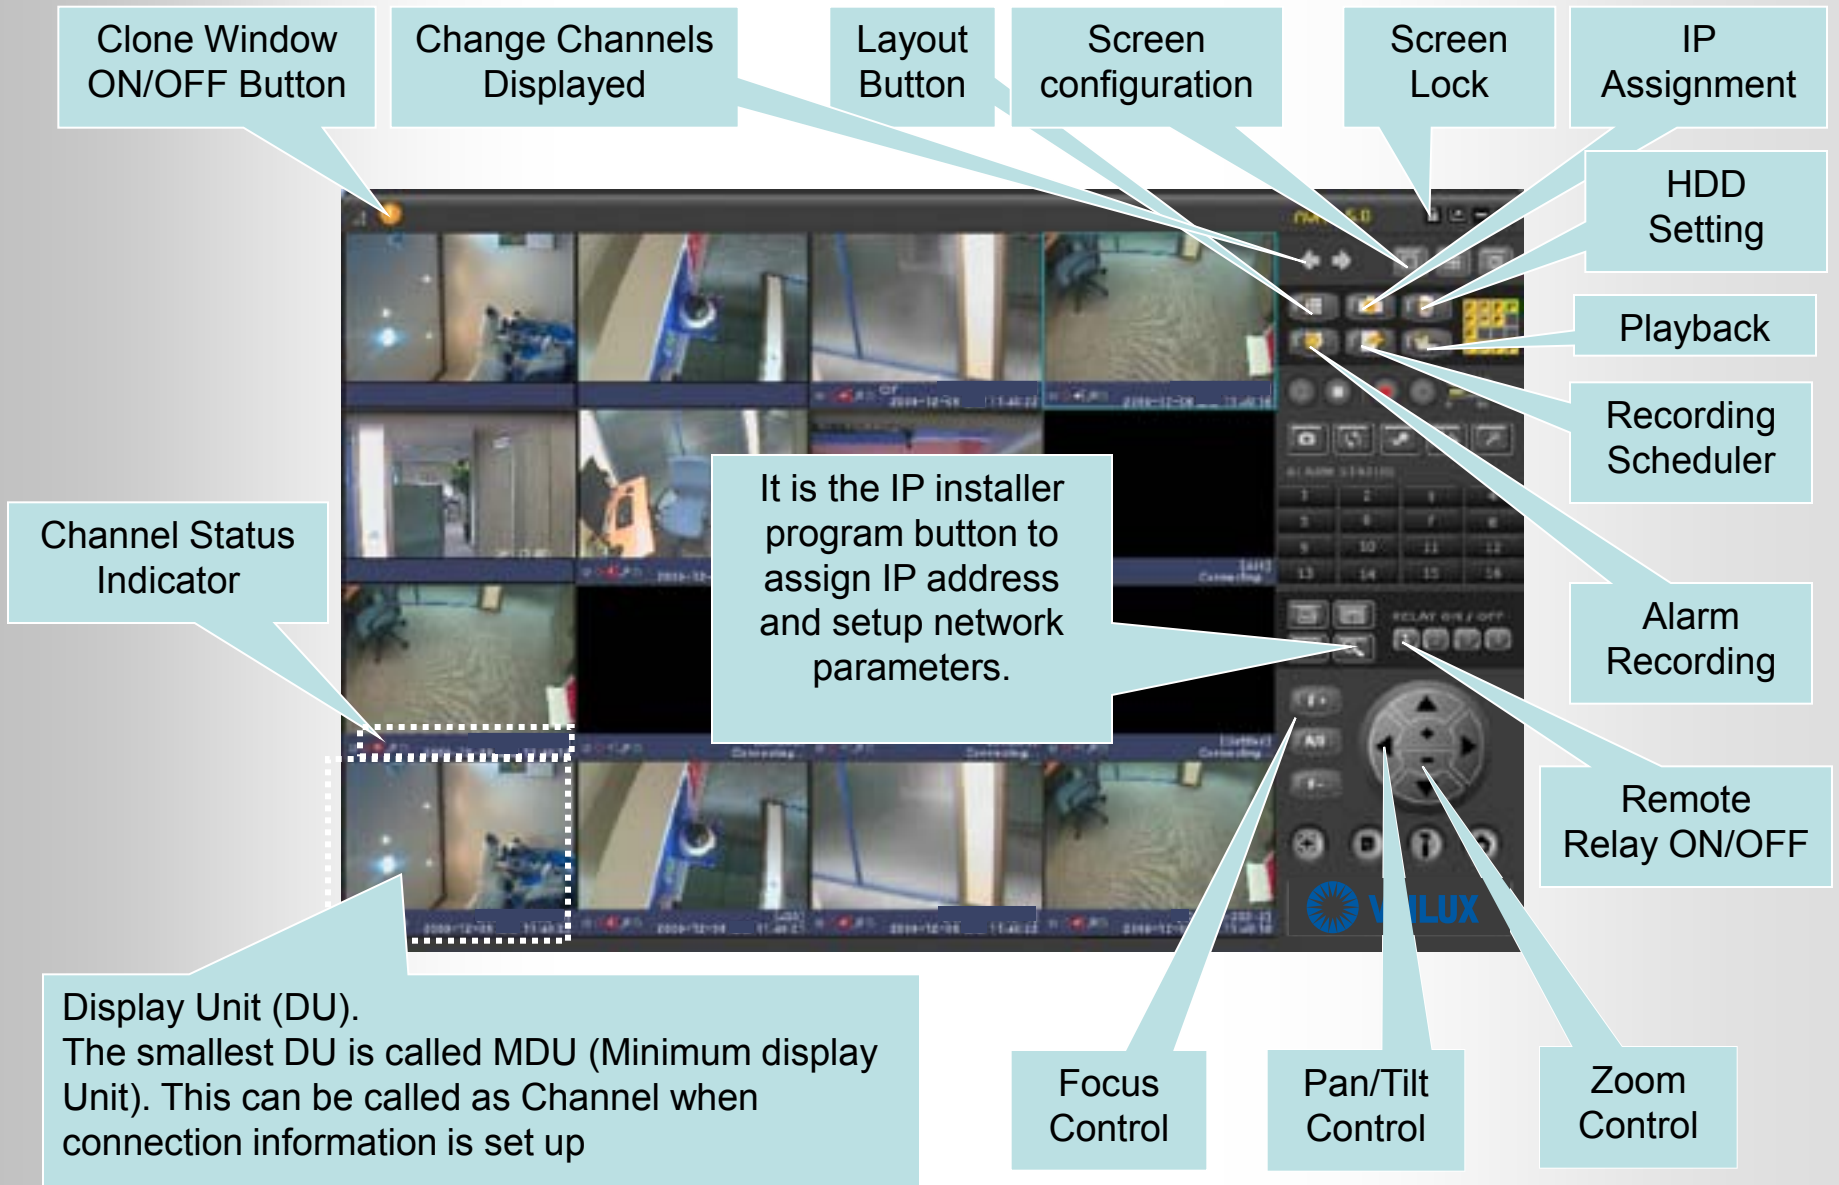 Clone Window
ON/OFF Button
Change Channels
Displayed
Layout
Button
Screen
configuration
Screen
Lock
IP
Assignment
HDD
Setting
Playback
Recording
Scheduler
Alarm
Recording
Remote
Relay ON/OFF
Channel Status
Indicator
It is the IP installer
program button to
assign IP address
and setup network
parameters.
RELAY ON / OFF
Display Unit (DU).
The smallest DU is called MDU (Minimum display
Unit). This can be called as Channel when
connection information is set up
Focus
Control
Pan/Tilt
Control
Zoom
Control